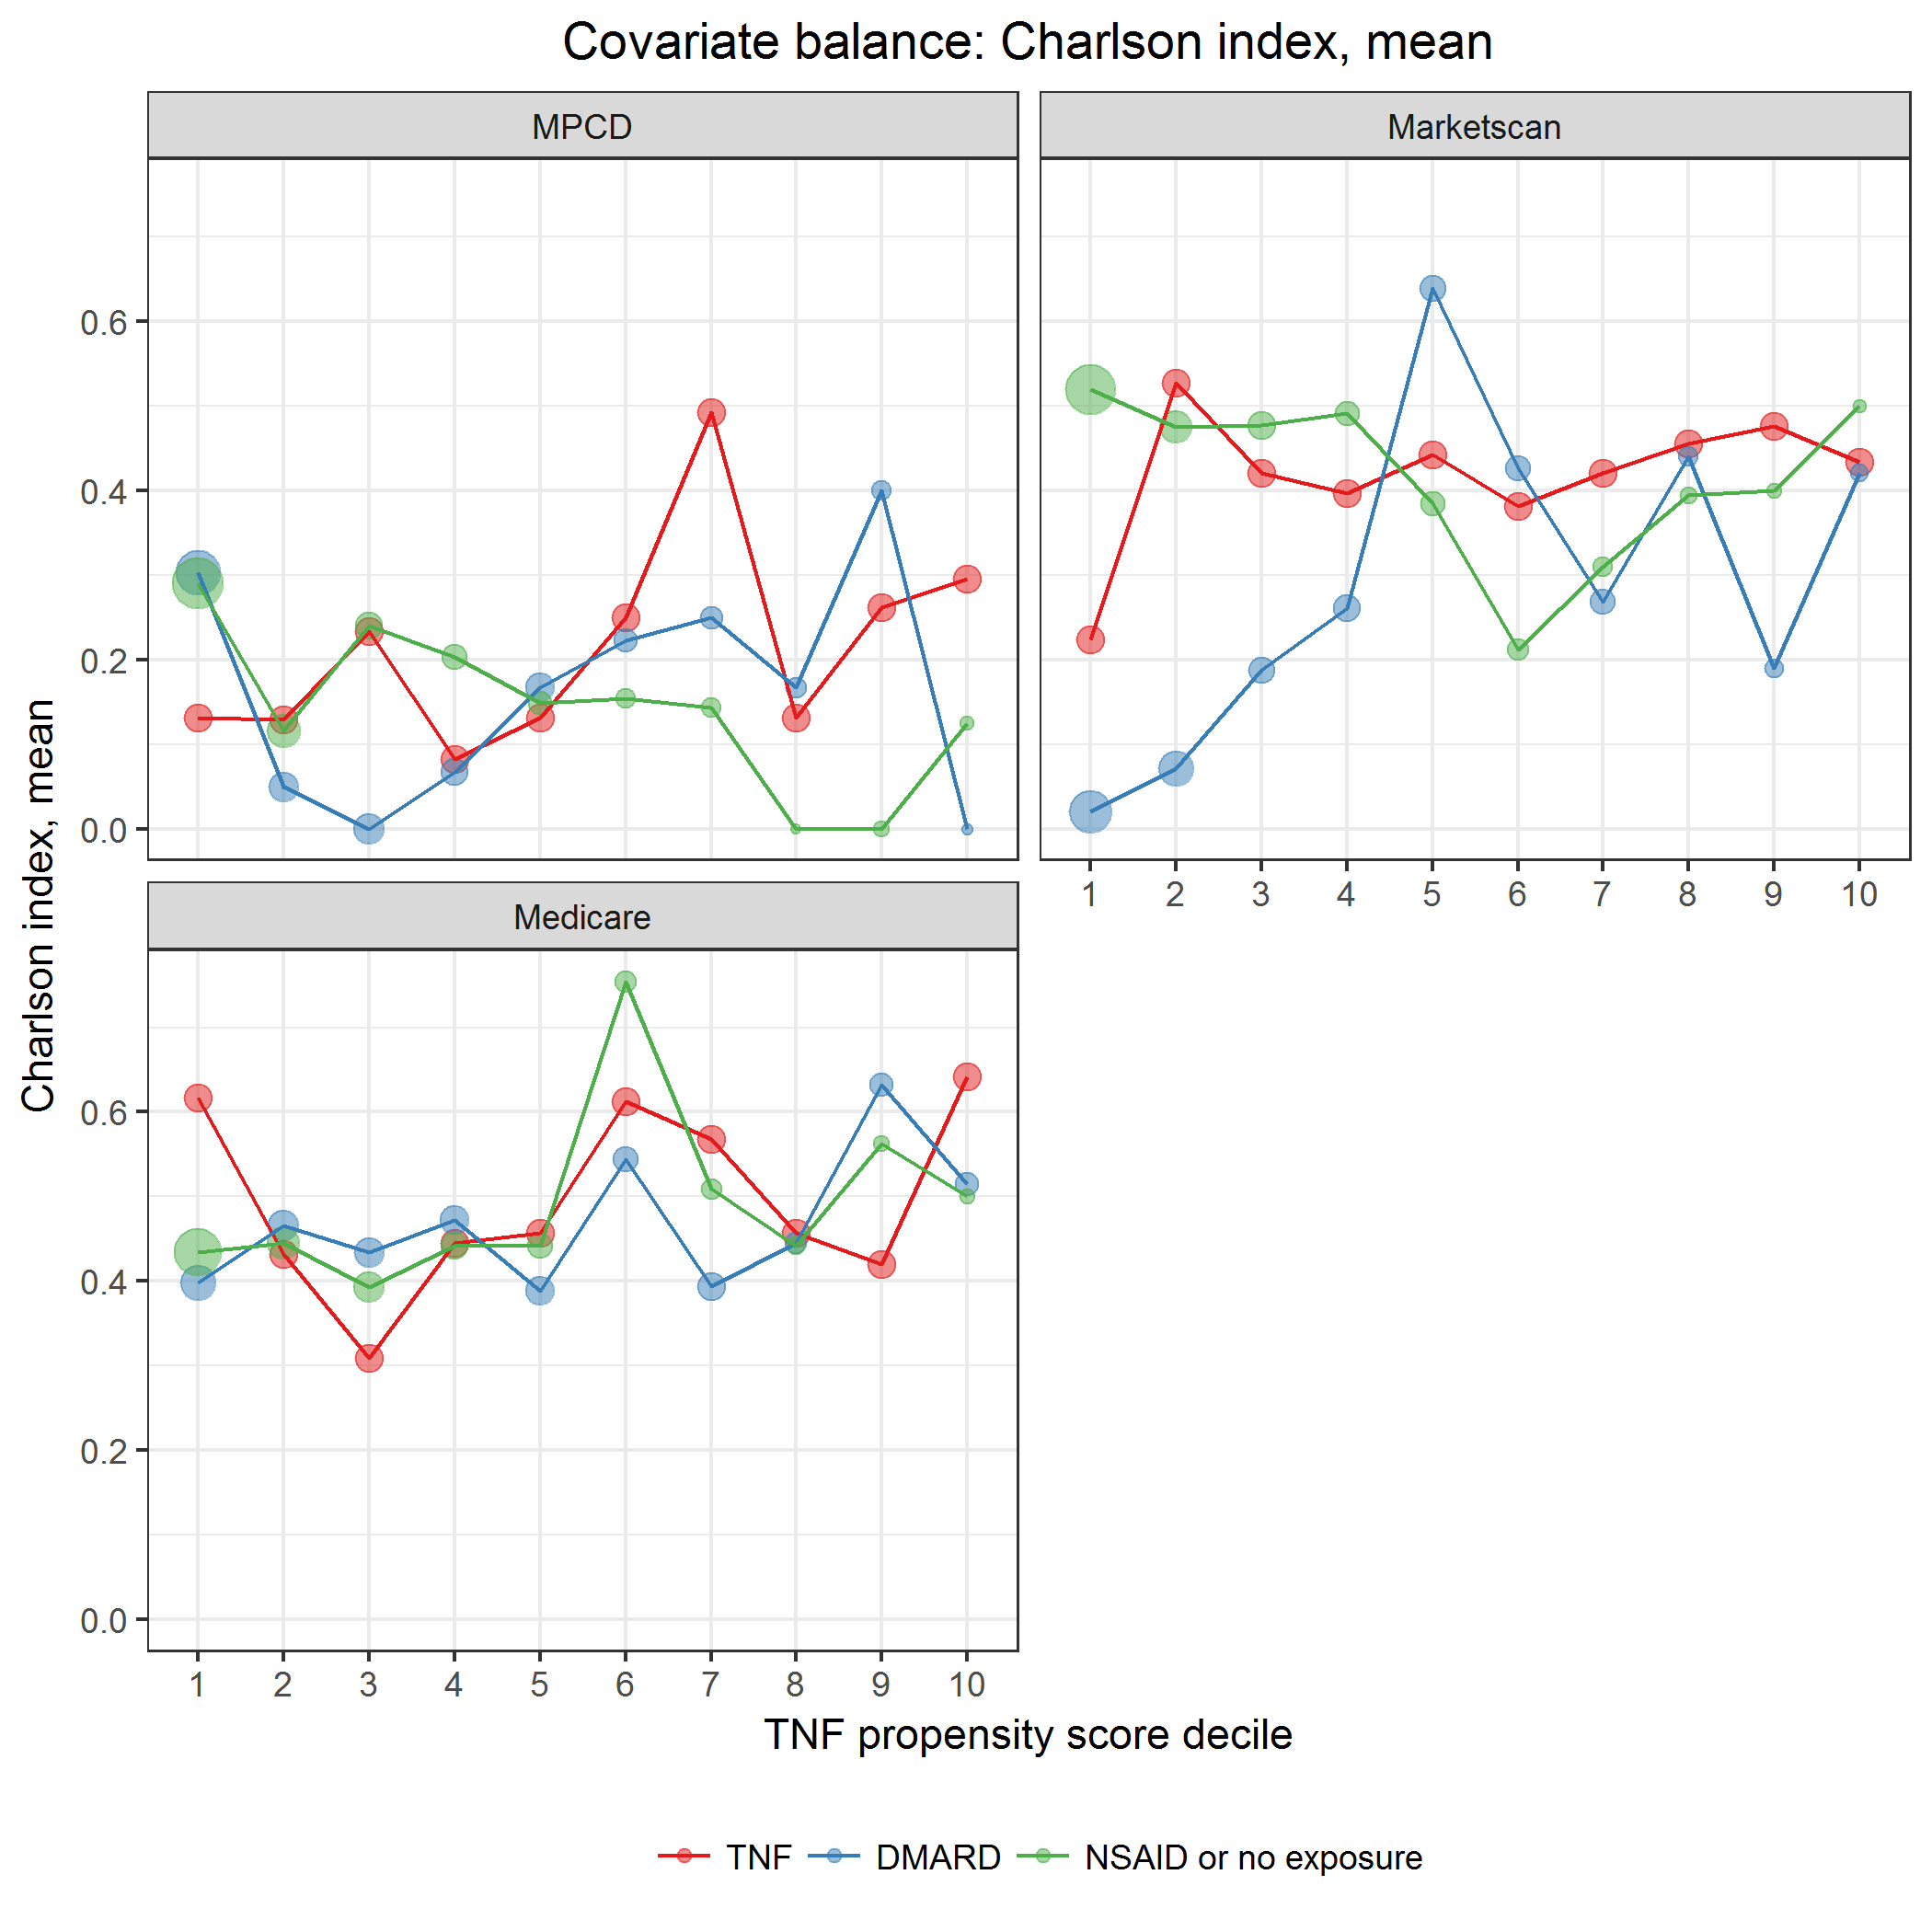 Covariate balance: Charlson index, mean
MPCD
Marketscan
0.6
0.4
0.2
0.0
1 2 3 4 5 6 7 8 9 10
Medicare
0.6
0.4
0.2
0.0
1 2 3 4 5 6 7 8 9 10
Charlson index, mean
TNF propensity score decile
TNF DMARD NSAID or no exposure